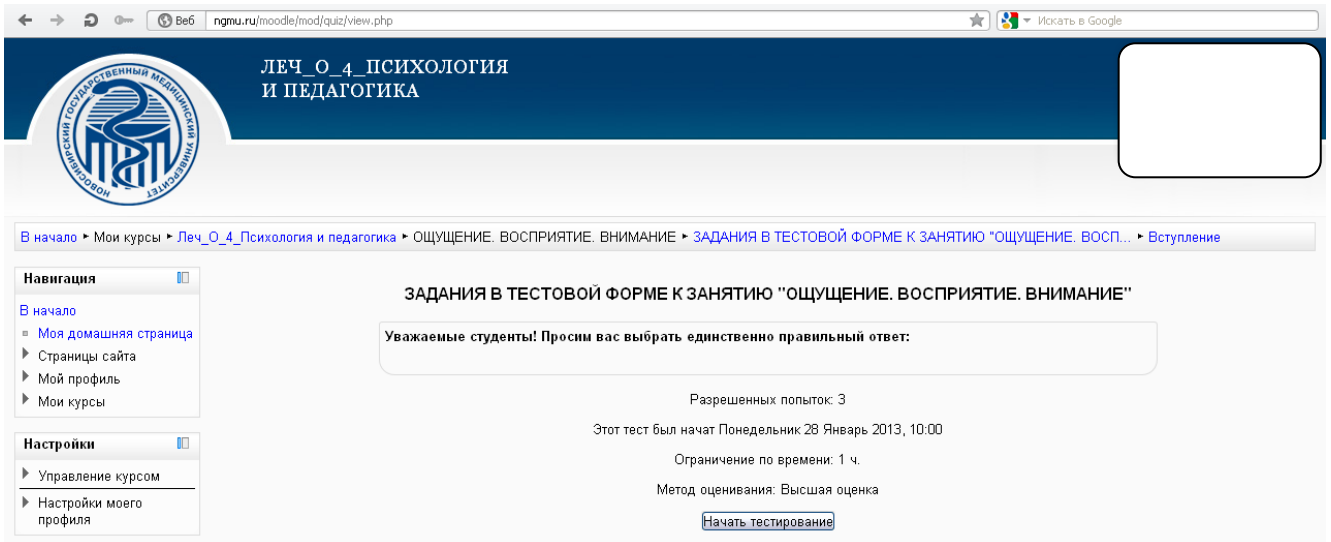 Веб
ngmu.ru/moodle/mod/quiz/view.php
Искать в Google
ЛЕЧ_О_4_ПСИХОЛОГИЯ
И ПЕДАГОГИКА
НОВОСИБИРСКИЙ ГОСУДАРСТВЕННЫЙ МЕДИЦИНСКИЙ УНИВЕРСИТЕТ
В начало ► Мои курсы ► Леч_О_4_Психология и педагогика ► ОЩУЩЕНИЕ. ВОСПРИЯТИЕ. ВНИМАНИЕ ► ЗАДАНИЯ В ТЕСТОВОЙ ФОРМЕ К ЗАНЯТИЮ "ОЩУЩЕНИЕ. ВОСП... ► Вступление
Навигация
В начало
Моя домашняя страница
Страницы сайта
Мой профиль
Мои курсы
Настройки
Управление курсом
Настройки моего
профиля
ЗАДАНИЯ В ТЕСТОВОЙ ФОРМЕ К ЗАНЯТИЮ "ОЩУЩЕНИЕ. ВОСПРИЯТИЕ. ВНИМАНИЕ"
Уважаемые студенты! Просим вас выбрать единственно правильный ответ:
Разрешенных попыток: 3
Этот тест был начат Понедельник 28 Январь 2013, 10:00
Ограничение по времени: 1 ч.
Метод оценивания: Высшая оценка
Начать тестирование